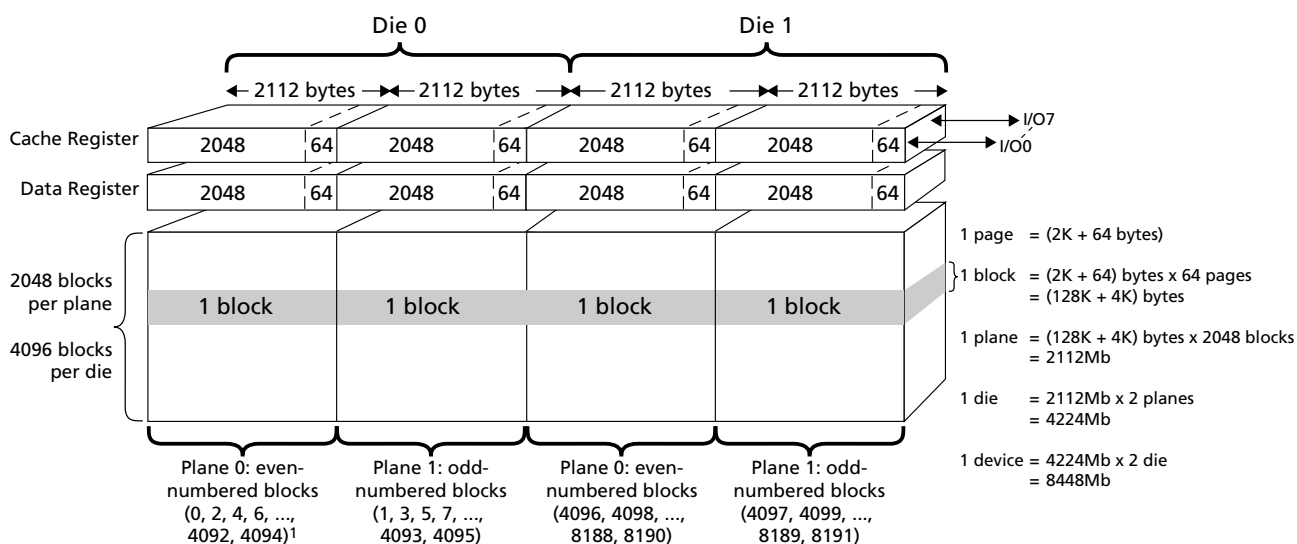 Die 0
Die 1
2112 bytes
2112 bytes
2112 bytes
2112 bytes
I/O7
I/O0
Cache Register
2048
64
2048
64
2048
64
2048
64
Data Register
2048
64
2048
64
2048
64
2048
64
2048 blocks
per plane
4096 blocks
per die
1 block
1 block
1 block
1 block
1 page = (2K + 64 bytes)
1 block = (2K + 64) bytes x 64 pages
= (128K + 4K) bytes
1 plane = (128K + 4K) bytes x 2048 blocks
= 2112Mb
1 die = 2112Mb x 2 planes
= 4224Mb
1 device = 4224Mb x 2 die
= 8448Mb
Plane 0: even-
numbered blocks
(0, 2, 4, 6, ...,
4092, 4094)1
Plane 1: odd-
numbered blocks
(1, 3, 5, 7, ...,
4093, 4095)
Plane 0: even-
numbered blocks
(4096, 4098, ...,
8188, 8190)
Plane 1: odd-
numbered blocks
(4097, 4099, ...,
8189, 8191)